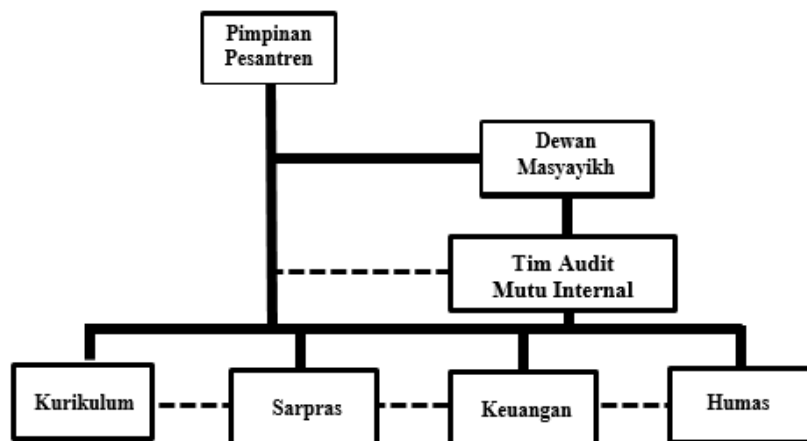 Pimpinan
Pesantren
Dewan
Masyayikh
Tim Audit
Mutu Internal
Kurikulum
Sarpras
Keuangan
Humas